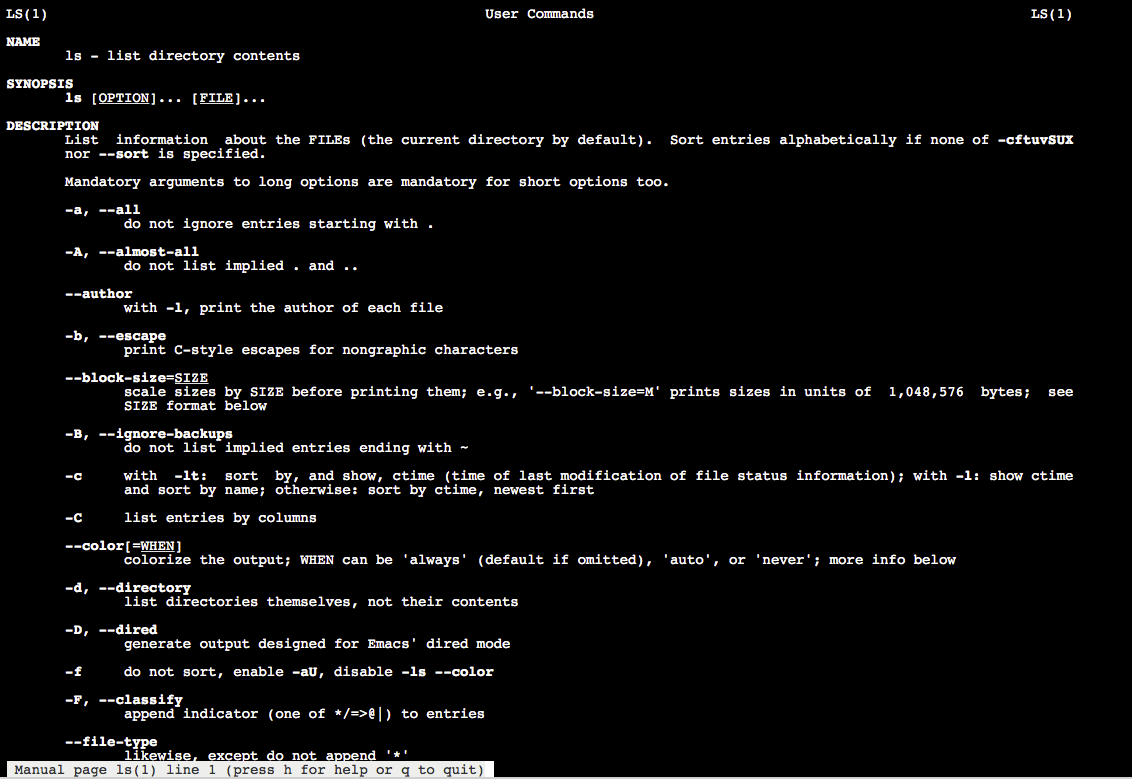 LS(1) User Commands LS(1)
NAME
ls - list directory contents
SYNOPSIS
ls [OPTION]... [FILE]...
DESCRIPTION
List information about the FILEs (the current directory by default). Sort entries alphabetically if none of -cftuvSUX
nor --sort is specified.
Mandatory arguments to long options are mandatory for short options too.
-a, --all
do not ignore entries starting with .
-A, --almost-all
do not list implied . and ..
--author
with -l, print the author of each file
-b, --escape
print C-style escapes for nongraphic characters
--block-size=SIZE
scale sizes by SIZE before printing them; e.g., '--block-size=M' prints sizes in units of 1,048,576 bytes; see
SIZE format below
-B, --ignore-backups
do not list implied entries ending with ~
-c with -lt: sort by, and show, ctime (time of last modification of file status information); with -l: show ctime
and sort by name; otherwise: sort by ctime, newest first
-C list entries by columns
--color[=WHEN]
colorize the output; WHEN can be 'always' (default if omitted), 'auto', or 'never'; more info below
-d, --directory
list directories themselves, not their contents
-D, --dired
generate output designed for Emacs' dired mode
-f do not sort, enable -aU, disable -ls --color
-F, --classify
append indicator (one of */=>@|) to entries
--file-type
likewise, except do not append '*'
Manual page ls(1) line 1 (press h for help or q to quit)